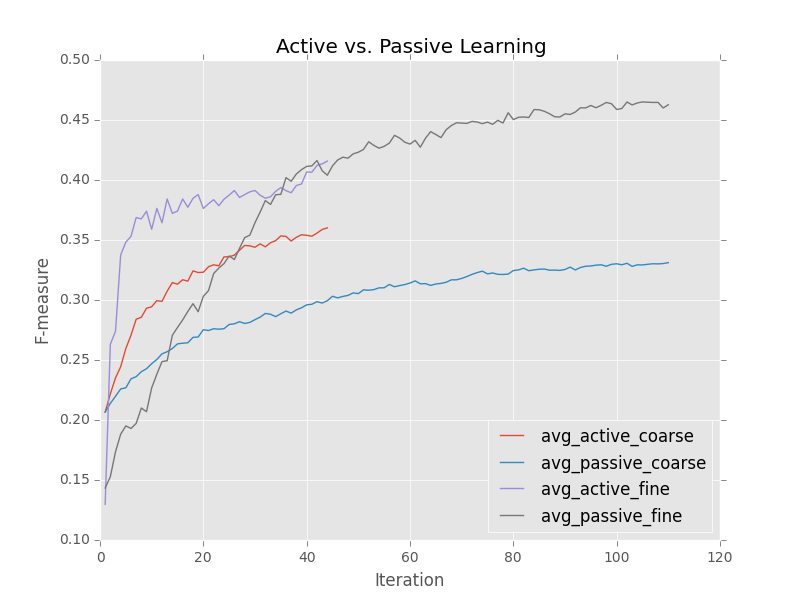 Active vs. Passive Learning
0.50
0.45
0.40
0.35
0.30
0.25
0.20
0.15
0.10
F-measure
avg_active_coarse
avg_passive_coarse
avg_active_fine
avg_passive_fine
0 20 40 60 80 100 120
Iteration